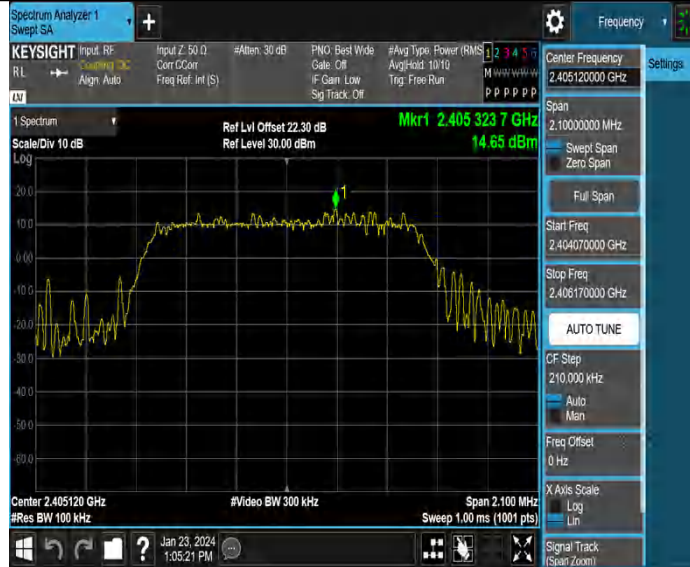 Spectrum Analyzer 1
Swept SA
+
Frequency
KEYSIGHT
RL
Input: RF
Coupling: DC
Align: Auto
Input Z: 50 Ω
Corr CCorr
Freq Ref: Int (S)
#Atten: 30 dB
PNO: Best Wide
Gate: Off
IF Gain: Low
Sig Track: Off
#Avg Type: Power (RMS
Avg|Hold: 10/10
Trig: Free Run
1 2 3 4 5 6
M W W W W W
P P P P P P
LXI
1 Spectrum
Scale/Div 10 dB
Log
Ref Lvl Offset 22.30 dB
Ref Level 30.00 dBm
Mkr1 2.405 323 7 GHz
14.65 dBm
1
20.0
10.0
0.00
-10.0
-20.0
-30.0
-40.0
-50.0
-60.0
Center 2.405120 GHz
#Res BW 100 kHz
#Video BW 300 kHz
Span 2.100 MHz
Sweep 1.00 ms (1001 pts)
?
Jan 23, 2024
1:05:21 PM
Center Frequency
2.405120000 GHz
Settings
Span
2.10000000 MHz
Swept Span
Zero Span
Full Span
Start Freq
2.404070000 GHz
Stop Freq
2.406170000 GHz
AUTO TUNE
CF Step
210.000 kHz
Auto
Man
Freq Offset
0 Hz
X Axis Scale
Log
Lin
Signal Track
(Span Zoom)